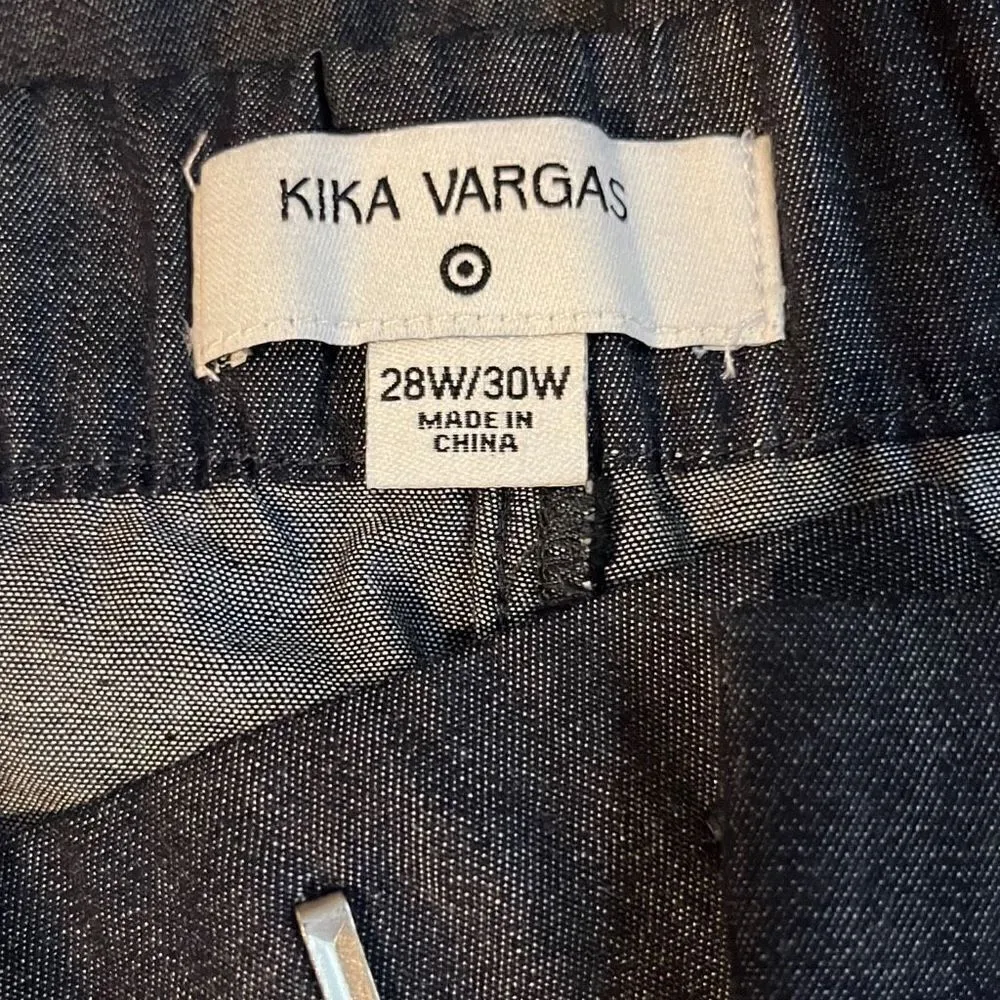 KIKA VARGAS
28W/30W
MADE IN
CHINA